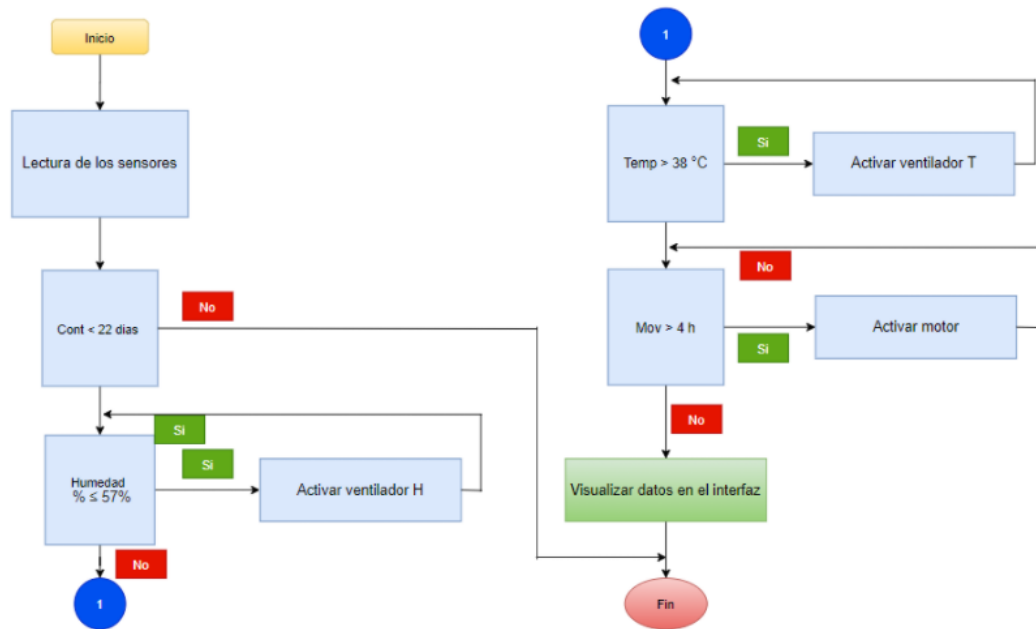 Inicio
Lectura de los sensores
Cont < 22 dias
No
Si
Humedad
% ≤ 57%
Si
Activar ventilador H
No
1
1
Temp > 38 °C
Si
Activar ventilador T
No
Mov > 4 h
Si
Activar motor
No
Visualizar datos en el interfaz
Fin